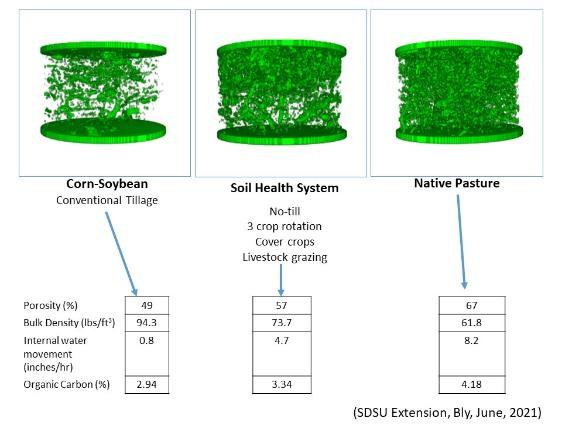 Corn-Soybean
Conventional Tillage
Soil Health System
No-till
3 crop rotation
Cover crops
Livestock grazing
Native Pasture
Porosity (%) 49 57 67
Bulk Density (lbs/ft³) 94.3 73.7 61.8
Internal water 0.8 4.7 8.2
movement
(inches/hr)
Organic Carbon (%) 2.94 3.34 4.18
(SDSU Extension, Bly, June, 2021)